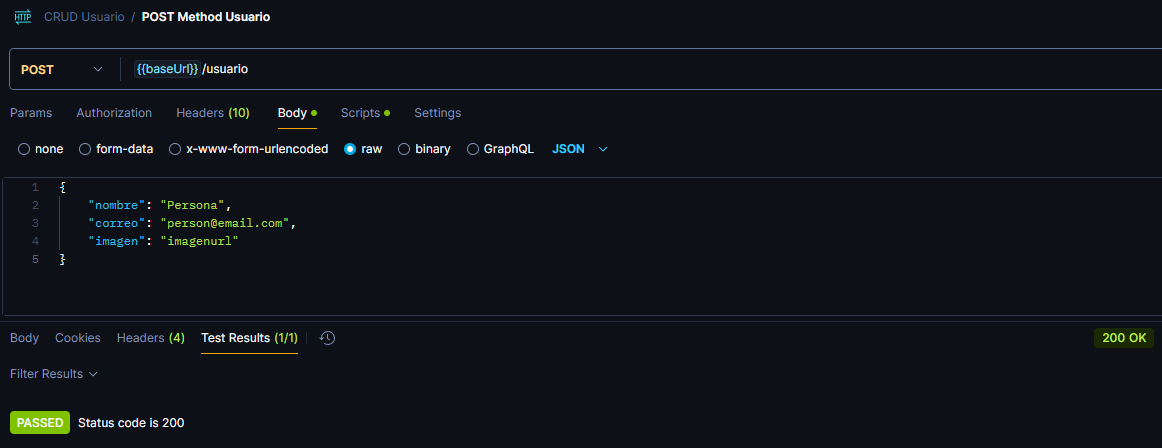 HTTP CRUD Usuario / POST Method Usuario
POST {{baseUrl}}/usuario
Params Authorization Headers (10) Body Scripts Settings
none form-data x-www-form-urlencoded raw binary GraphQL JSON
1 {
2 "nombre": "Persona",
3 "correo": "person@email.com",
4 "imagen": "imagenurl"
5 }
Body Cookies Headers (4) Test Results (1/1) 200 OK
Filter Results
PASSED Status code is 200